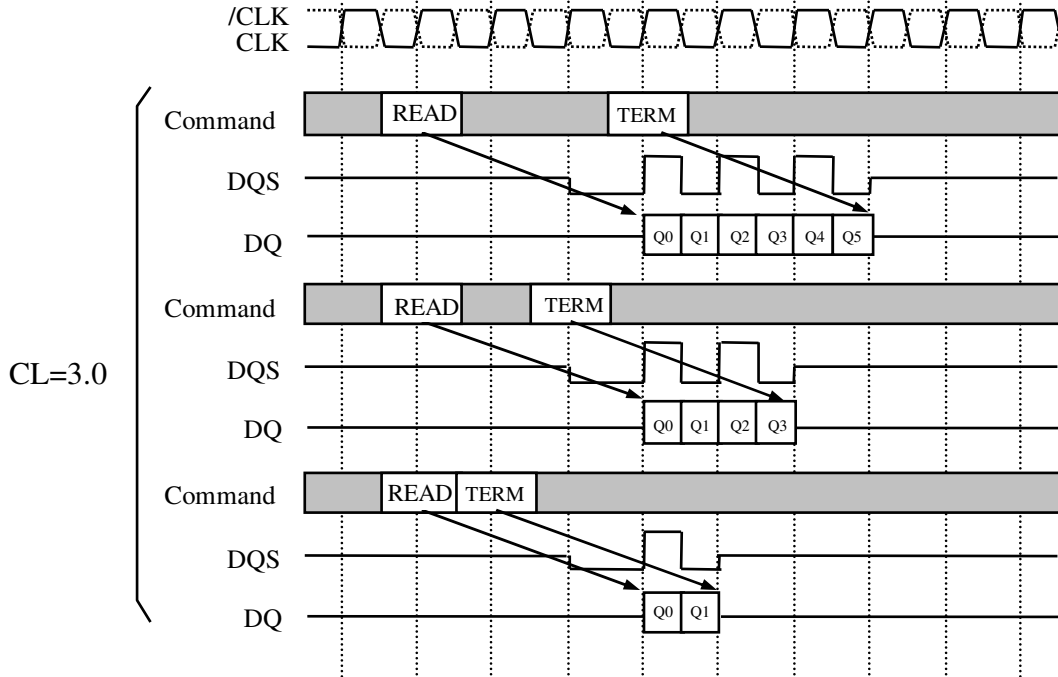 /CLK
CLK
Command READ TERM
DQS
DQ Q0 Q1 Q2 Q3 Q4 Q5
Command READ TERM
CL=3.0
DQS
DQ Q0 Q1 Q2 Q3
Command READ TERM
DQS
DQ Q0 Q1